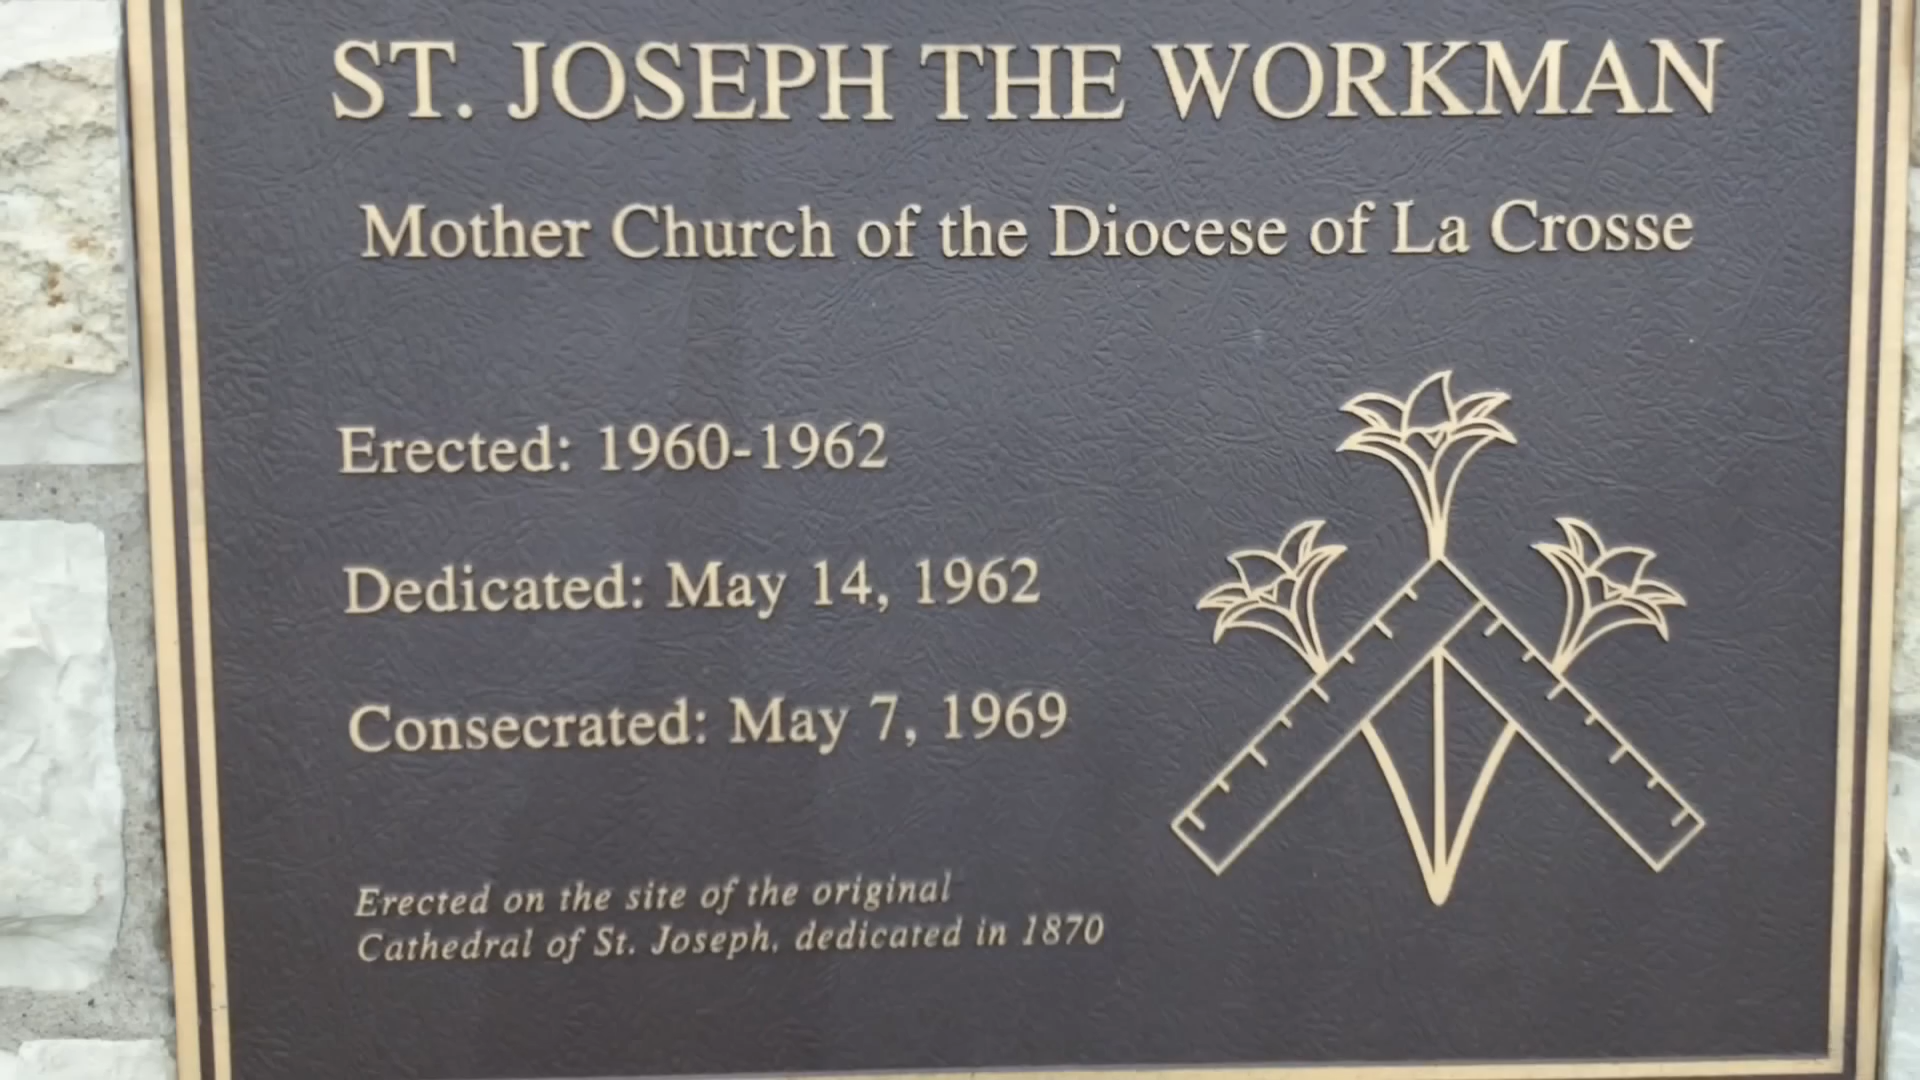 ST. JOSEPH THE WORKMAN
Mother Church of the Diocese of La Crosse
Erected: 1960-1962
Dedicated: May 14, 1962
Consecrated: May 7, 1969
Erected on the site of the original
Cathedral of St. Joseph, dedicated in 1870